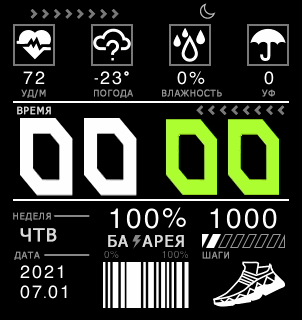 72 -23° 0% 0
УД/М ПОГОДА ВЛАЖНОСТЬ УФ
ВРЕМЯ
00 00
НЕДЕЛЯ 100% 1000
ЧТВ БАТАРЕЯ
ДАТА 0% 100% ШАГИ
2021
07.01